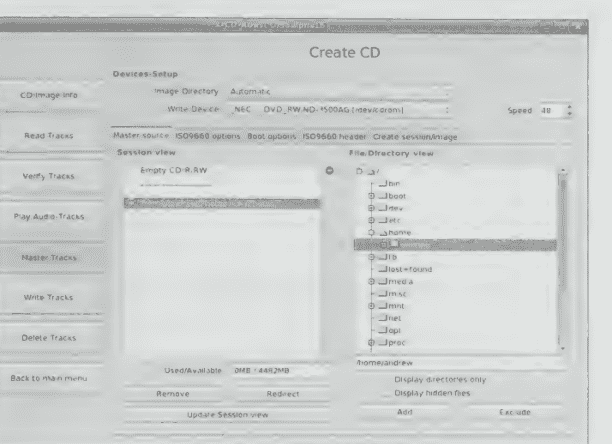 Create CD
Devices-Setup
Image Directory Automatic
Write Device _NEC DVD_RW ND-3500AG [/dev/cdrom] Speed 48
CD-Image Info
Read Tracks
Verify Tracks
Play Audio-Tracks
Master Tracks
Write Tracks
Delete Tracks
Back to main menu
Master source ISO9660 options Boot options ISO9660 header Create session/image
Session view
Empty CD-R/RW
Used/Available 0MB / 4482MB
Remove Redirect
Update Session view
File/Directory view
/
bin
boot
dev
etc
home
lib
lost+found
media
misc
mnt
net
opt
proc
/home/andrew
Display directories only
Display hidden files
Add Exclude